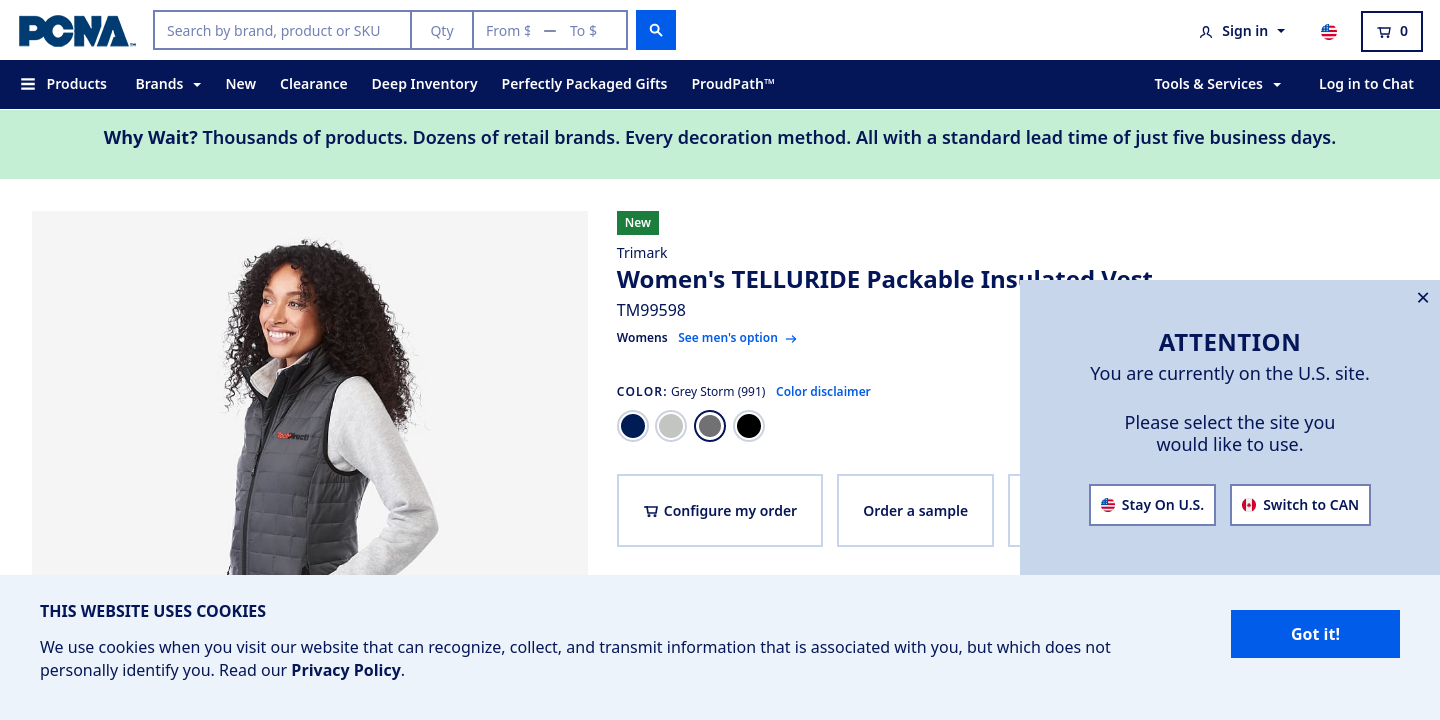 PCNA™
Search by brand, product or SKU
Qty
From $ — To $
Sign in
0
Products
Brands
New
Clearance
Deep Inventory
Perfectly Packaged Gifts
ProudPath™
Tools & Services
Log in to Chat
Why Wait? Thousands of products. Dozens of retail brands. Every decoration method. All with a standard lead time of just five business days.
New
Trimark
Women's TELLURIDE Packable Insulated Vest
TM99598
Womens See men's option
COLOR: Grey Storm (991) Color disclaimer
Configure my order
Order a sample
ATTENTION
You are currently on the U.S. site.
Please select the site you
would like to use.
Stay On U.S.
Switch to CAN
THIS WEBSITE USES COOKIES
We use cookies when you visit our website that can recognize, collect, and transmit information that is associated with you, but which does not
personally identify you. Read our Privacy Policy.
Got it!